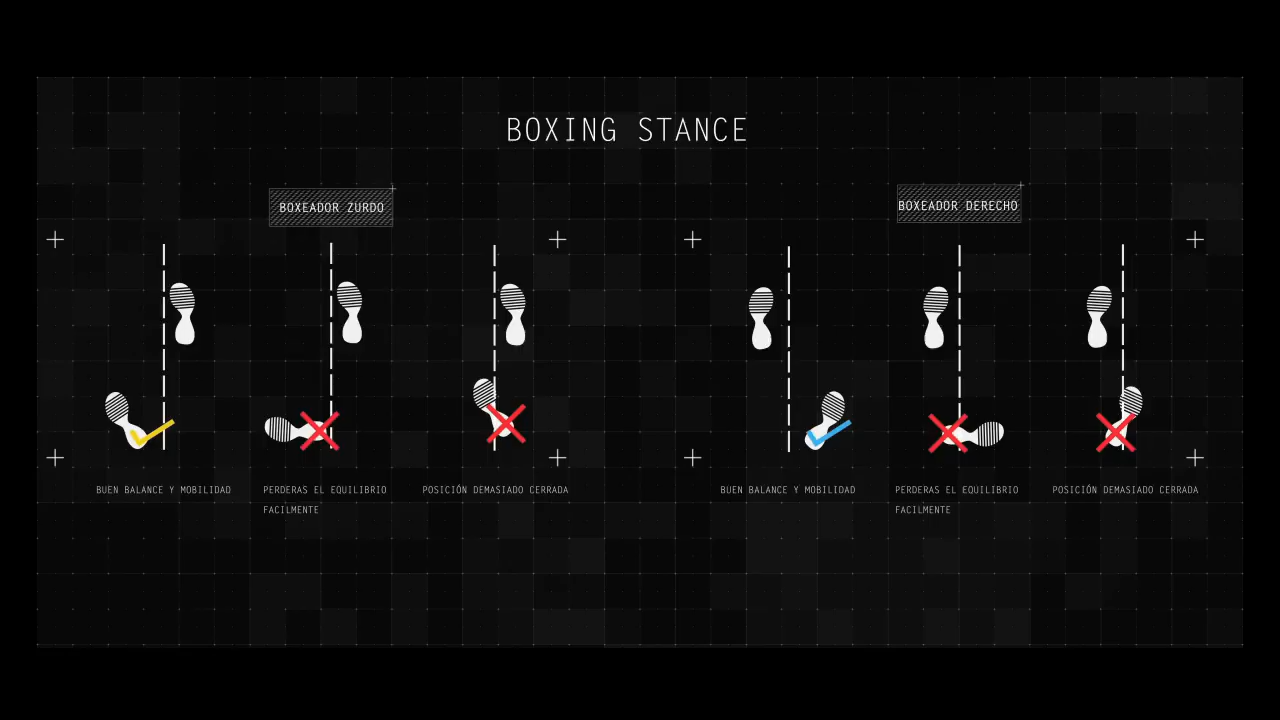 BOXING STANCE
BOXEADOR ZURDO
BUEN BALANCE Y MOBILIDAD
PERDERAS EL EQUILIBRIO
FACILMENTE
POSICIÓN DEMASIADO CERRADA
BOXEADOR DERECHO
BUEN BALANCE Y MOBILIDAD
PERDERAS EL EQUILIBRIO
FACILMENTE
POSICIÓN DEMASIADO CERRADA